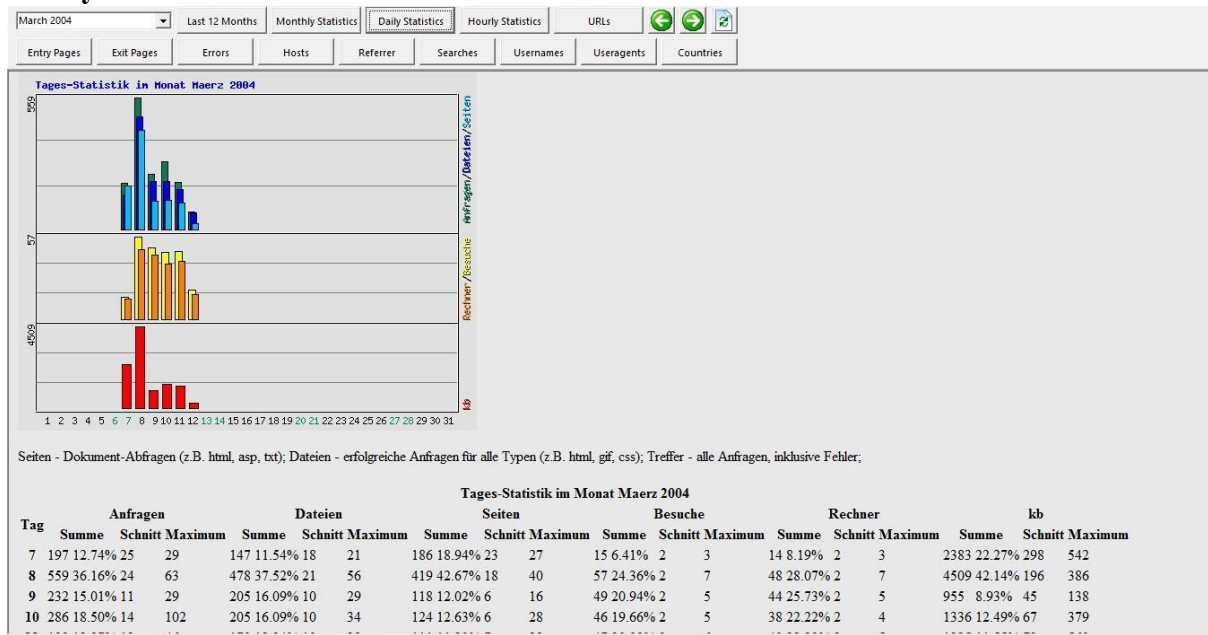 March 2004 Last 12 Months Monthly Statistics Daily Statistics Hourly Statistics URLs
Entry Pages Exit Pages Errors Hosts Referrer Searches Usernames Useragents Countries
Tages-Statistik im Monat Maerz 2004
559
Anfragen/Dateien/Seiten
57
Rechner/Besuche
4509
kb
1 2 3 4 5 6 7 8 9 10 11 12 13 14 15 16 17 18 19 20 21 22 23 24 25 26 27 28 29 30 31
Seiten - Dokument-Abfragen (z.B. html, asp, txt); Dateien - erfolgreiche Anfragen für alle Typen (z.B. html, gif, css); Treffer - alle Anfragen, inklusive Fehler;
Tages-Statistik im Monat Maerz 2004
Tag Anfragen Dateien Seiten Besuche Rechner kb
Summe Schnitt Maximum Summe Schnitt Maximum Summe Schnitt Maximum Summe Schnitt Maximum Summe Schnitt Maximum Summe Schnitt Maximum
7 197 12.74% 25 29 147 11.54% 18 21 186 18.94% 23 27 15 6.41% 2 3 14 8.19% 2 3 2383 22.27% 298 542
8 559 36.16% 24 63 478 37.52% 21 56 419 42.67% 18 40 57 24.36% 2 7 48 28.07% 2 7 4509 42.14% 196 386
9 232 15.01% 11 29 205 16.09% 10 29 118 12.02% 6 16 49 20.94% 2 5 44 25.73% 2 5 955 8.93% 45 138
10 286 18.50% 14 102 205 16.09% 10 34 124 12.63% 6 28 46 19.66% 2 5 38 22.22% 2 4 1336 12.49% 67 379